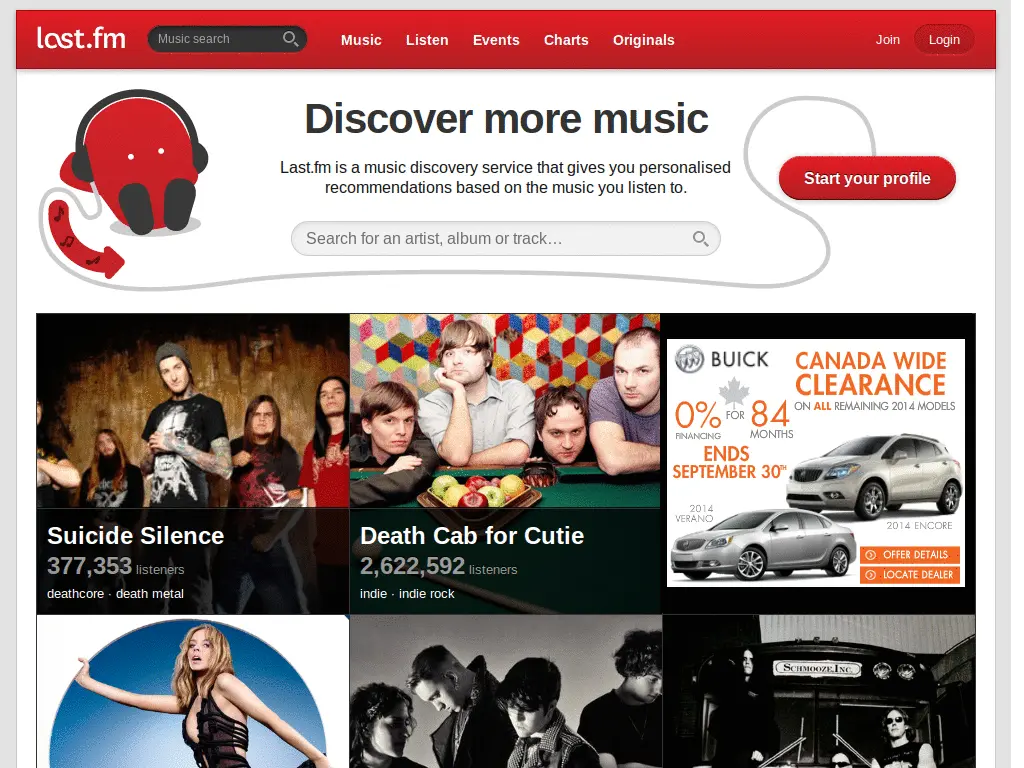 last.fm
Music search
Music Listen Events Charts Originals
Join Login
Discover more music
Last.fm is a music discovery service that gives you personalised
recommendations based on the music you listen to.
Start your profile
Search for an artist, album or track…
Suicide Silence
377,353 listeners
deathcore · death metal
Death Cab for Cutie
2,622,592 listeners
indie · indie rock
BUICK
CANADA WIDE
CLEARANCE
ON ALL REMAINING 2014 MODELS
0% FOR 84
FINANCING MONTHS
ENDS
SEPTEMBER 30TH
2014
VERANO
2014 ENCORE
OFFER DETAILS
LOCATE DEALER
SCHMOOZE, INC.